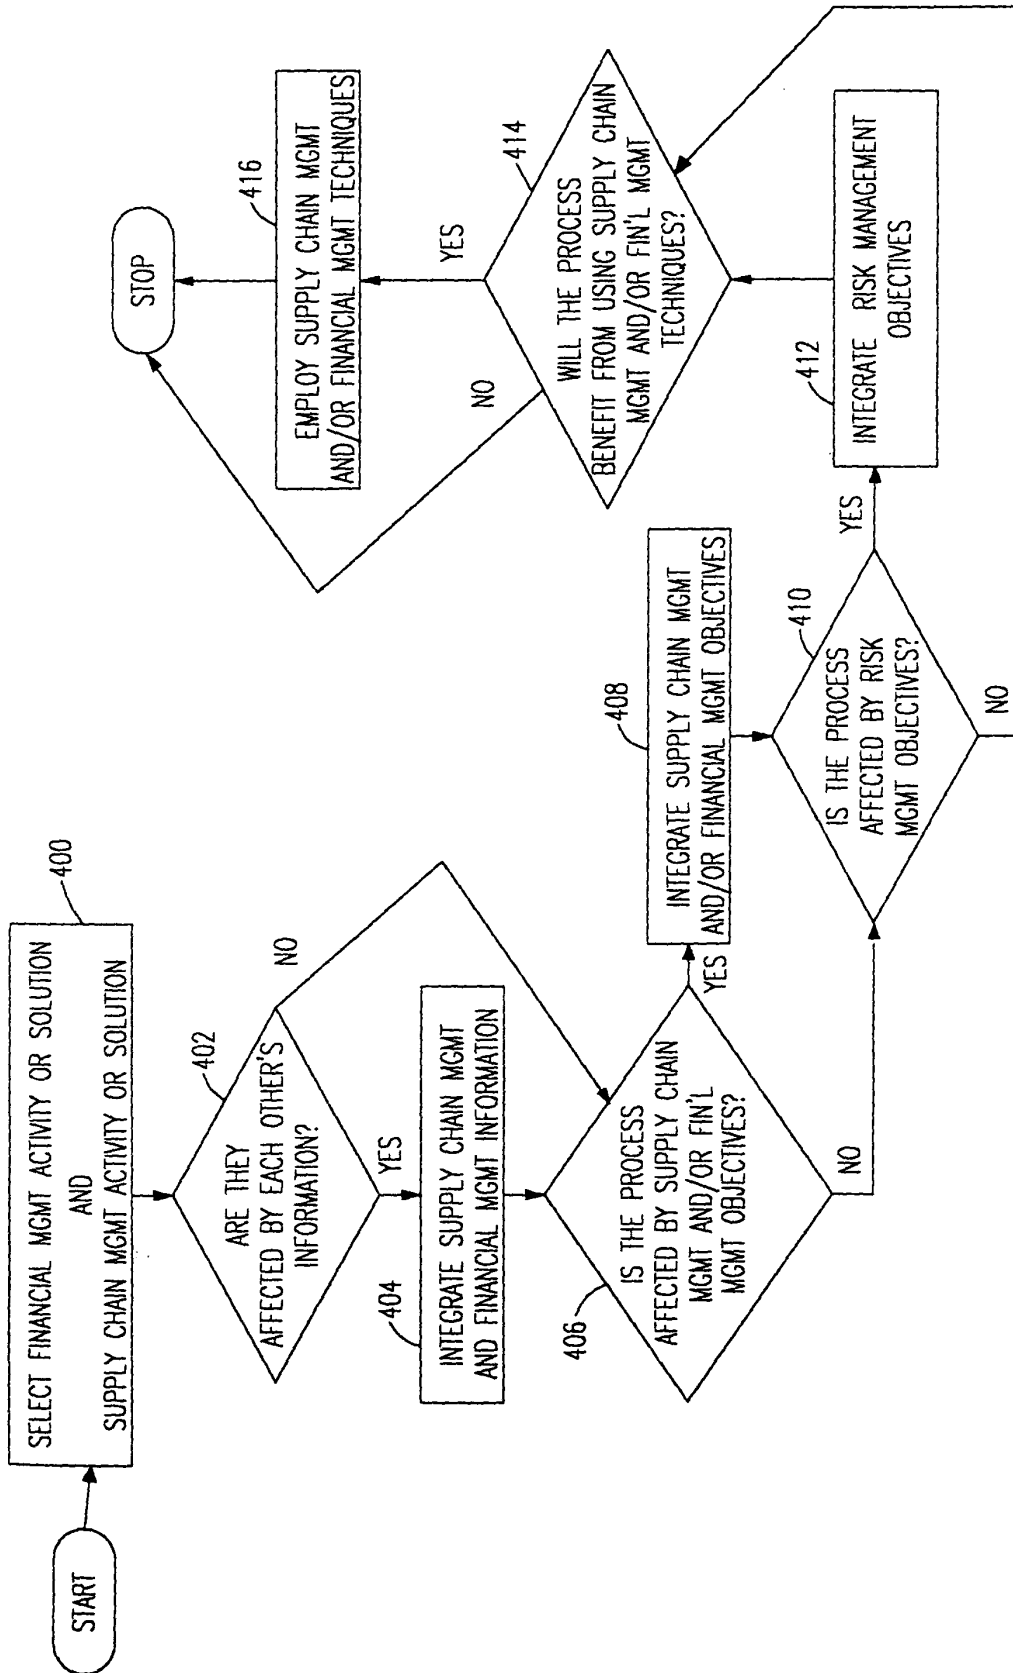 START
400
SELECT FINANCIAL MGMT ACTIVITY OR SOLUTION
AND
SUPPLY CHAIN MGMT ACTIVITY OR SOLUTION
402
ARE THEY
AFFECTED BY EACH OTHER'S
INFORMATION?
NO
YES
404
INTEGRATE SUPPLY CHAIN MGMT
AND FINANCIAL MGMT INFORMATION
406
IS THE PROCESS
AFFECTED BY SUPPLY CHAIN
MGMT AND/OR FIN'L
MGMT OBJECTIVES?
YES
NO
408
INTEGRATE SUPPLY CHAIN MGMT
AND/OR FINANCIAL MGMT OBJECTIVES
410
IS THE PROCESS
AFFECTED BY RISK
MGMT OBJECTIVES?
YES
NO
412
INTEGRATE RISK MANAGEMENT
OBJECTIVES
414
WILL THE PROCESS
BENEFIT FROM USING SUPPLY CHAIN
MGMT AND/OR FIN'L MGMT
TECHNIQUES?
YES
NO
416
EMPLOY SUPPLY CHAIN MGMT
AND/OR FINANCIAL MGMT TECHNIQUES
STOP